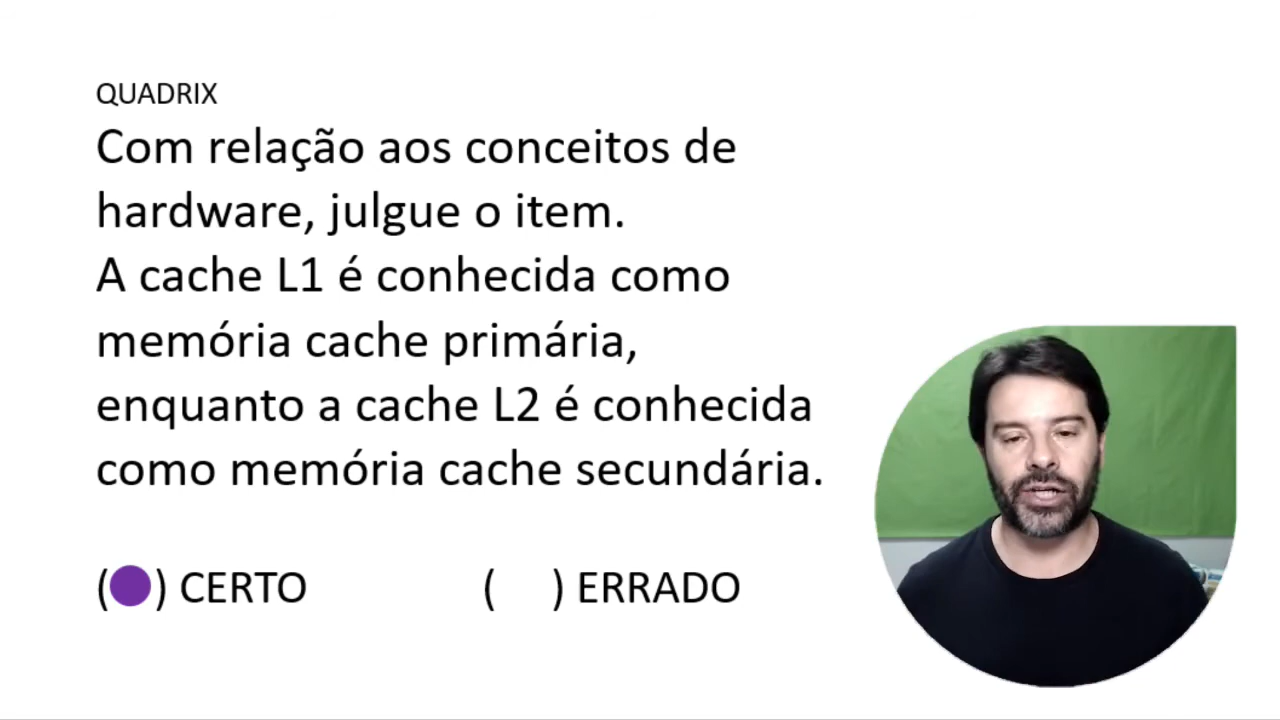 QUADRIX
Com relação aos conceitos de
hardware, julgue o item.
A cache L1 é conhecida como
memória cache primária,
enquanto a cache L2 é conhecida
como memória cache secundária.
(●) CERTO ( ) ERRADO